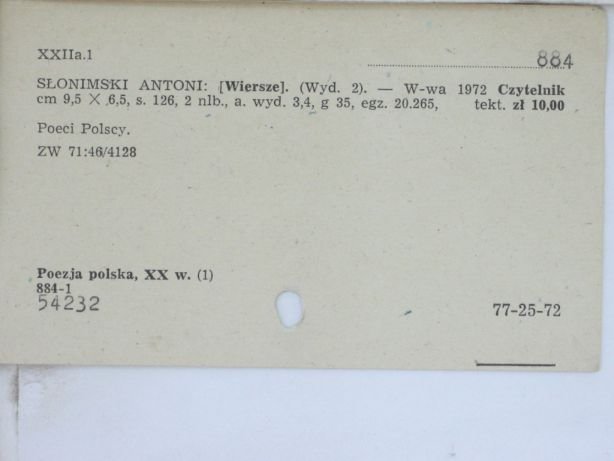 XXIIa.1
884
SŁONIMSKI ANTONI: [Wiersze]. (Wyd. 2). — W-wa 1972 Czytelnik
cm 9,5 × 6,5, s. 126, 2 nlb., a. wyd. 3,4, g 35, egz. 20.265, tekt. zł 10,00
Poeci Polscy.
ZW 71:46/4128
Poezja polska, XX w. (1)
884-1
54232
77-25-72